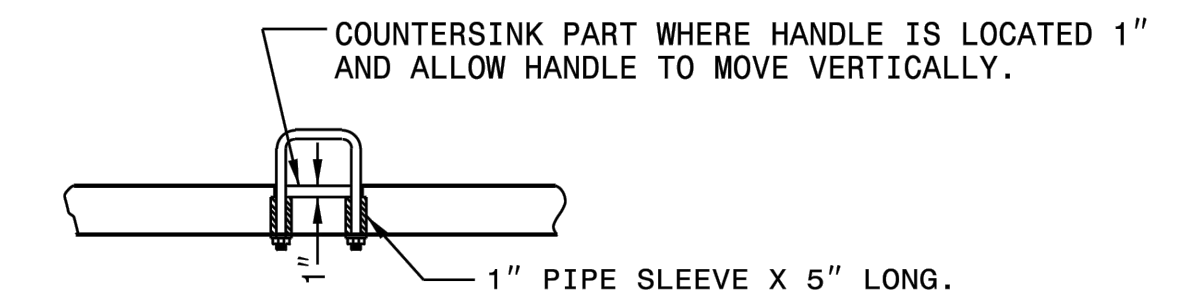 COUNTERSINK PART WHERE HANDLE IS LOCATED 1"
AND ALLOW HANDLE TO MOVE VERTICALLY.
1"
1" PIPE SLEEVE X 5" LONG.